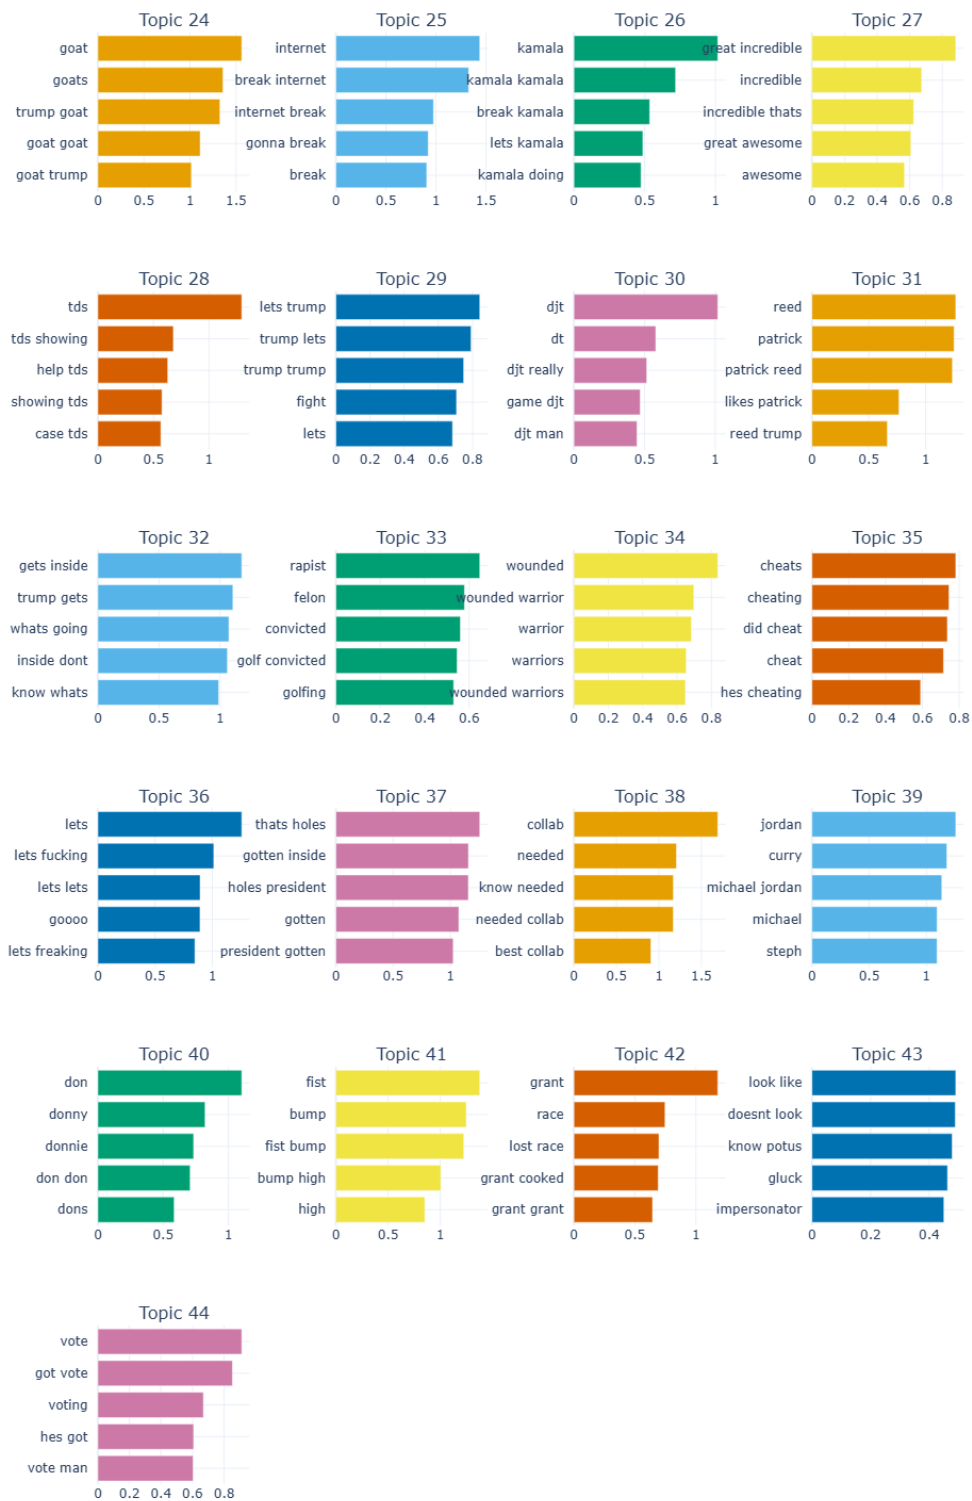 Topic 24
goat
goats
trump goat
goat goat
goat trump
0 0.5 1 1.5
Topic 25
internet
break internet
internet break
gonna break
break
0 0.5 1 1.5
Topic 26
kamala
kamala kamala
break kamala
lets kamala
kamala doing
0 0.5 1
Topic 27
great incredible
incredible
incredible thats
great awesome
awesome
0 0.2 0.4 0.6 0.8
Topic 28
tds
tds showing
help tds
showing tds
case tds
0 0.5 1
Topic 29
lets trump
trump lets
trump trump
fight
lets
0 0.2 0.4 0.6 0.8
Topic 30
djt
dt
djt really
game djt
djt man
0 0.5 1
Topic 31
reed
patrick
patrick reed
likes patrick
reed trump
0 0.5 1
Topic 32
gets inside
trump gets
whats going
inside dont
know whats
0 0.5 1
Topic 33
rapist
felon
convicted
golf convicted
golfing
0 0.2 0.4 0.6
Topic 34
wounded
wounded warrior
warrior
warriors
wounded warriors
0 0.2 0.4 0.6 0.8
Topic 35
cheats
cheating
did cheat
cheat
hes cheating
0 0.2 0.4 0.6 0.8
Topic 36
lets
lets fucking
lets lets
goooo
lets freaking
0 0.5 1
Topic 37
thats holes
gotten inside
holes president
gotten
president gotten
0 0.5 1
Topic 38
collab
needed
know needed
needed collab
best collab
0 0.5 1 1.5
Topic 39
jordan
curry
michael jordan
michael
steph
0 0.5 1
Topic 40
don
donny
donnie
don don
dons
0 0.5 1
Topic 41
fist
bump
fist bump
bump high
high
0 0.5 1
Topic 42
grant
race
lost race
grant cooked
grant grant
0 0.5 1
Topic 43
look like
doesnt look
know potus
gluck
impersonator
0 0.2 0.4
Topic 44
vote
got vote
voting
hes got
vote man
0 0.2 0.4 0.6 0.8